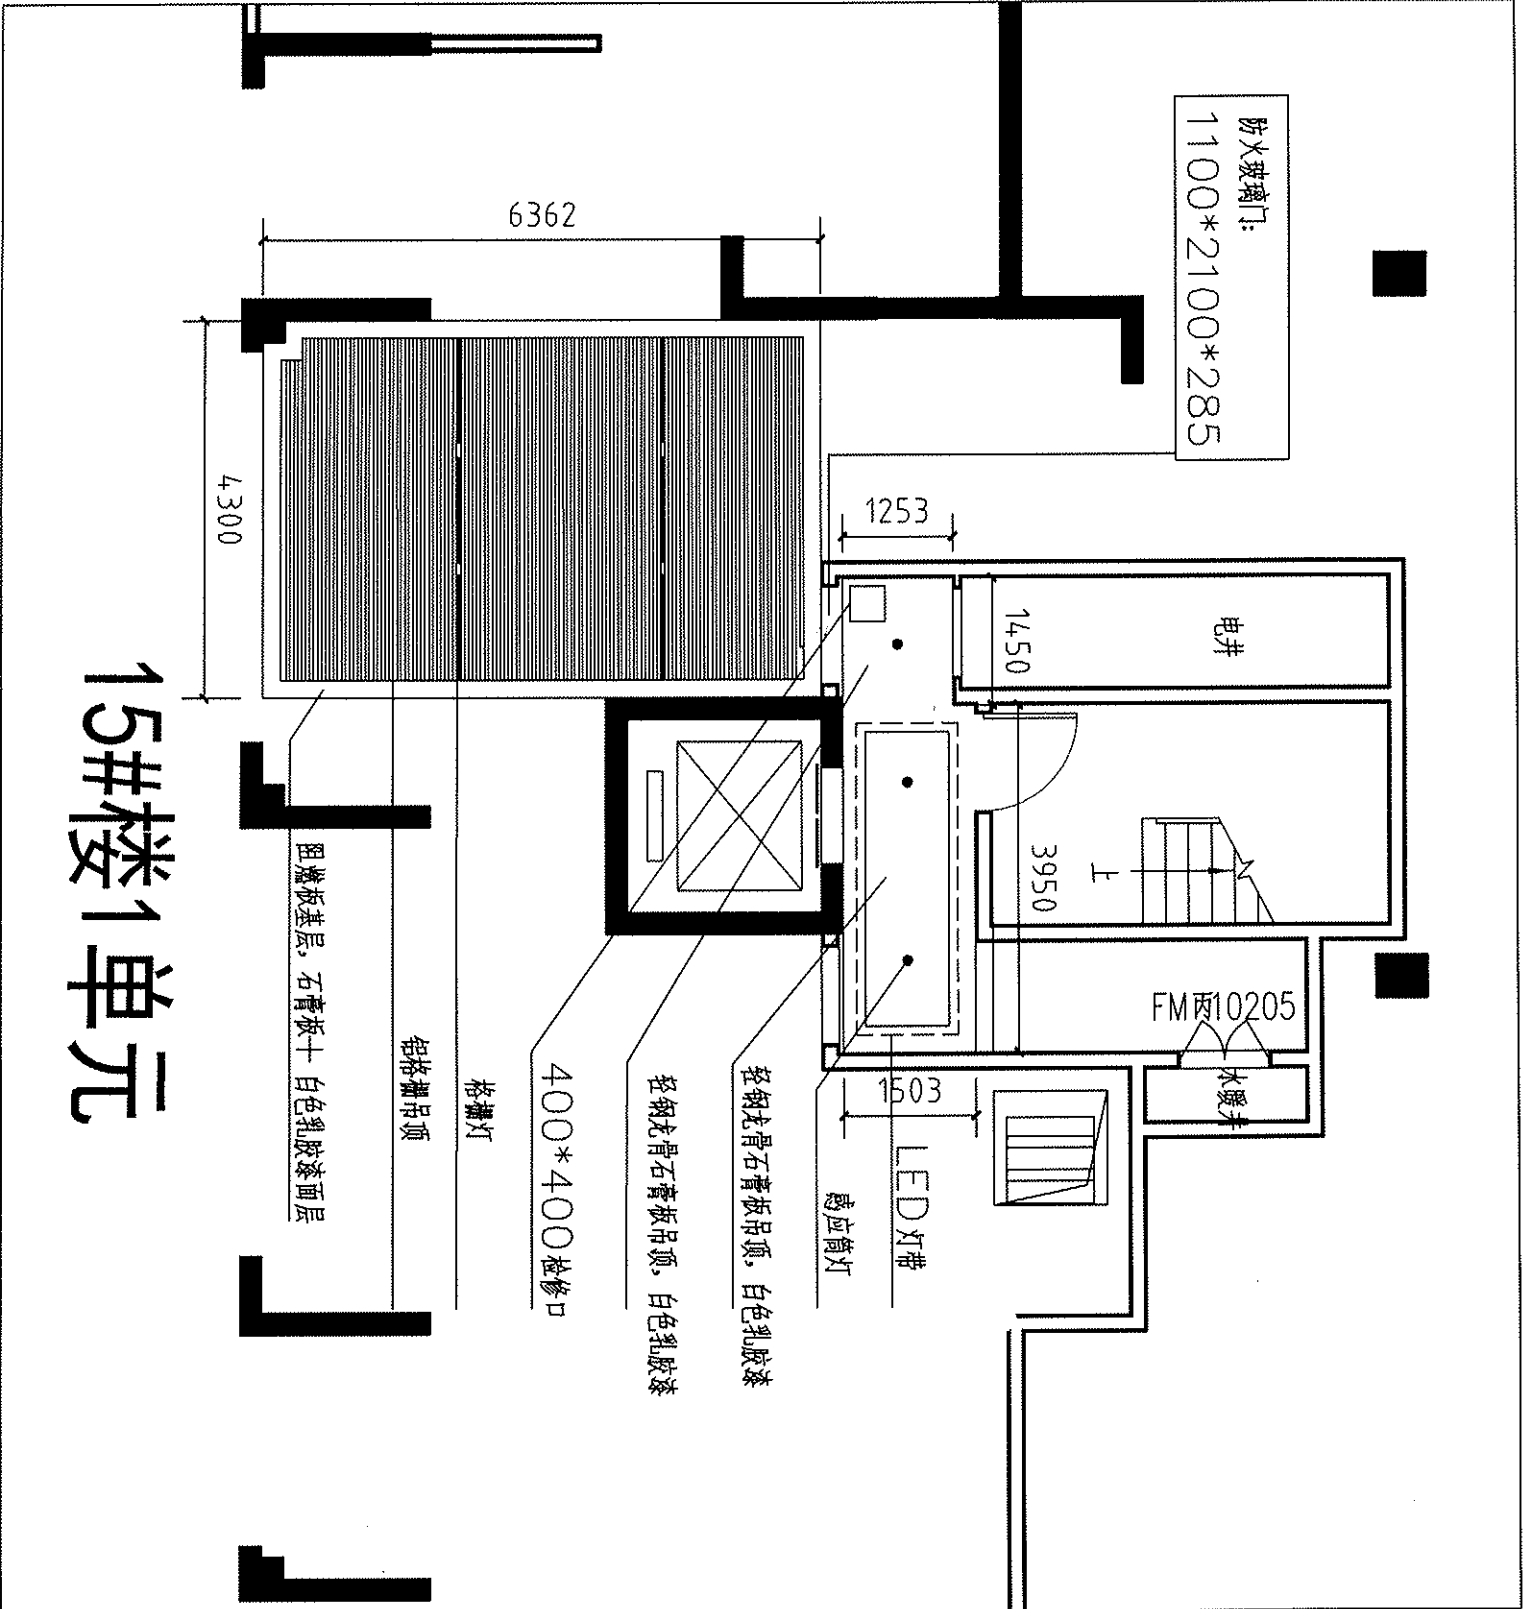 防火玻璃门:
1100*2100*285
6362
4300
1253
1450
电井
3950
上
FM丙10205
水暖井
1503
LED灯带
感应筒灯
轻钢龙骨石膏板吊顶，白色乳胶漆
轻钢龙骨石膏板吊顶，白色乳胶漆
400*400检修口
格栅灯
铝格栅吊顶
阻燃板基层，石膏板十 白色乳胶漆面层
15#楼1单元